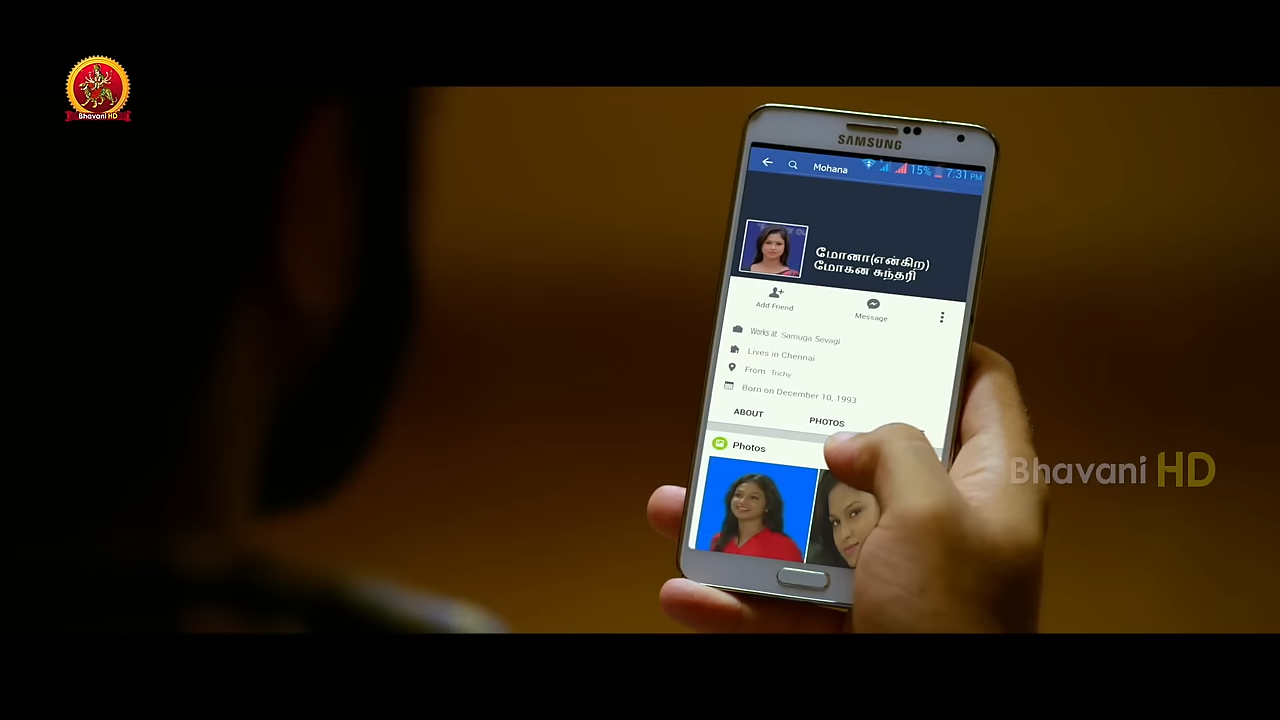 Bhavani HD
SAMSUNG
Mohana 15% 7:31 PM
மோனா(என்கிற)
மோகன சுந்தரி
Add Friend
Message
Works at Samuga Sevagi
Lives in Chennai
From Trichy
Born on December 10, 1993
ABOUT PHOTOS
Photos
Bhavani HD